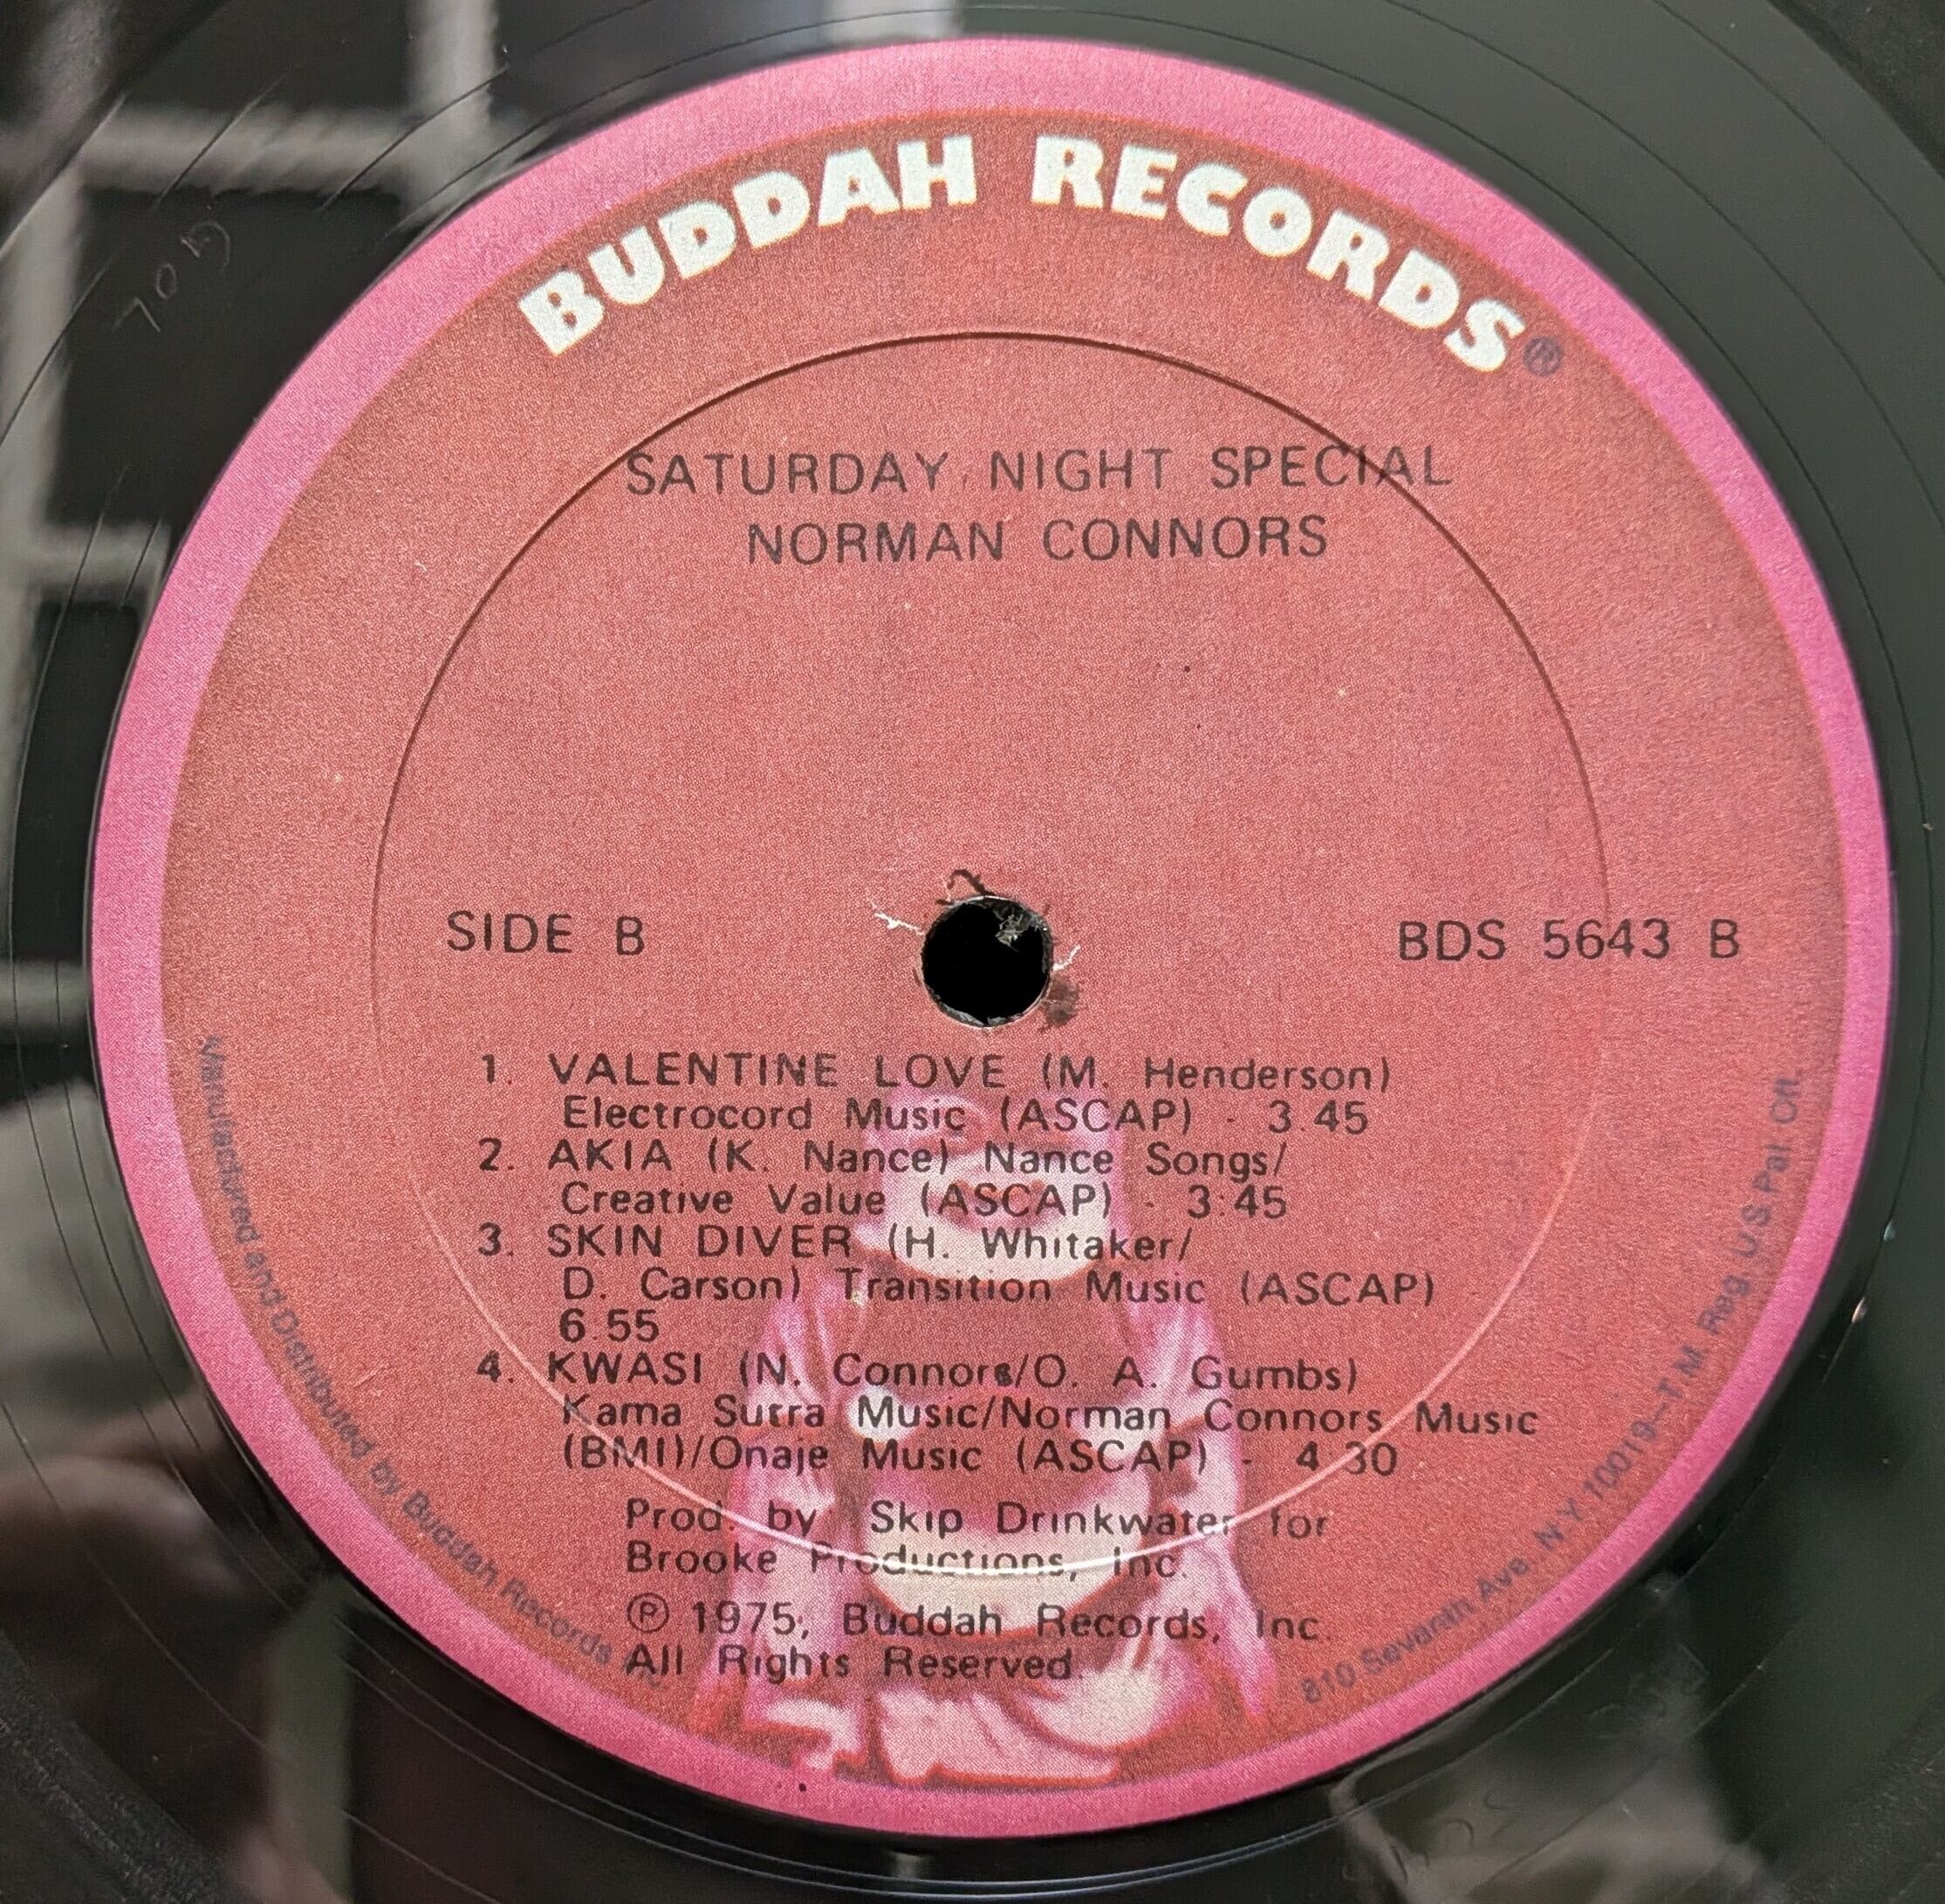 BUDDAH RECORDS®
SATURDAY NIGHT SPECIAL
NORMAN CONNORS
SIDE B
BDS 5643 B
1. VALENTINE LOVE (M. Henderson)
Electrocord Music (ASCAP) - 3:45
2. AKIA (K. Nance) Nance Songs/
Creative Value (ASCAP) - 3:45
3. SKIN DIVER (H. Whitaker/
D. Carson) Transition Music (ASCAP)
6:55
4. KWASI (N. Connors/O. A. Gumbs)
Kama Sutra Music/Norman Connors Music
(BMI)/Onaje Music (ASCAP) - 4:30
Prod. by Skip Drinkwater for
Brooke Productions, Inc.
℗ 1975, Buddah Records, Inc.
All Rights Reserved.
Manufactured and Distributed by Buddah Records Inc.
810 Seventh Ave. N.Y. 10019—T.M. Reg. U.S. Pat. Off.